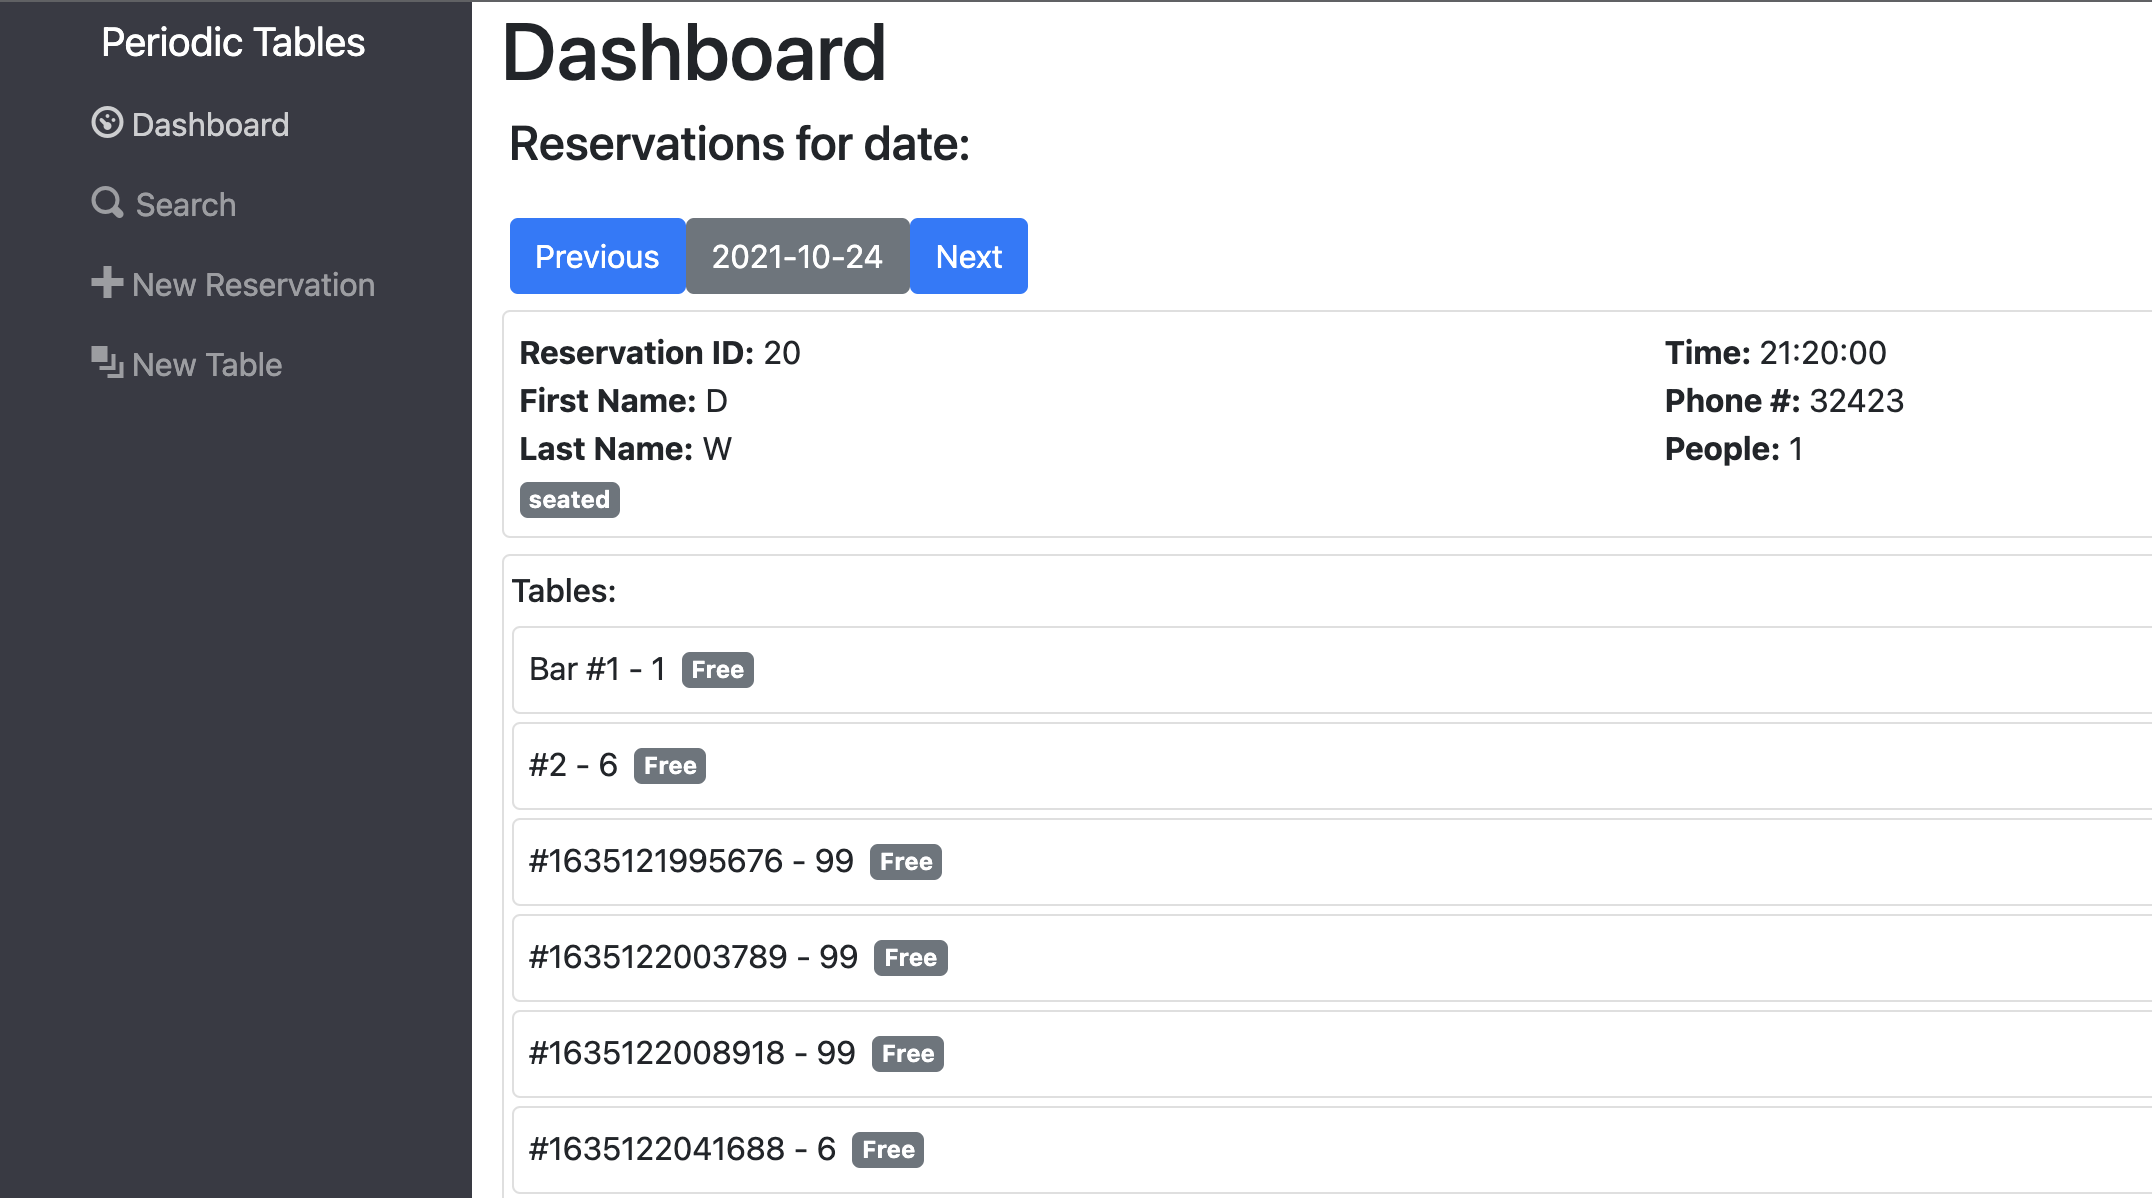 Periodic Tables
Dashboard
Search
New Reservation
New Table
Dashboard
Reservations for date:
Previous 2021-10-24 Next
Reservation ID: 20
First Name: D
Last Name: W
seated
Time: 21:20:00
Phone #: 32423
People: 1
Tables:
Bar #1 - 1 Free
#2 - 6 Free
#1635121995676 - 99 Free
#1635122003789 - 99 Free
#1635122008918 - 99 Free
#1635122041688 - 6 Free